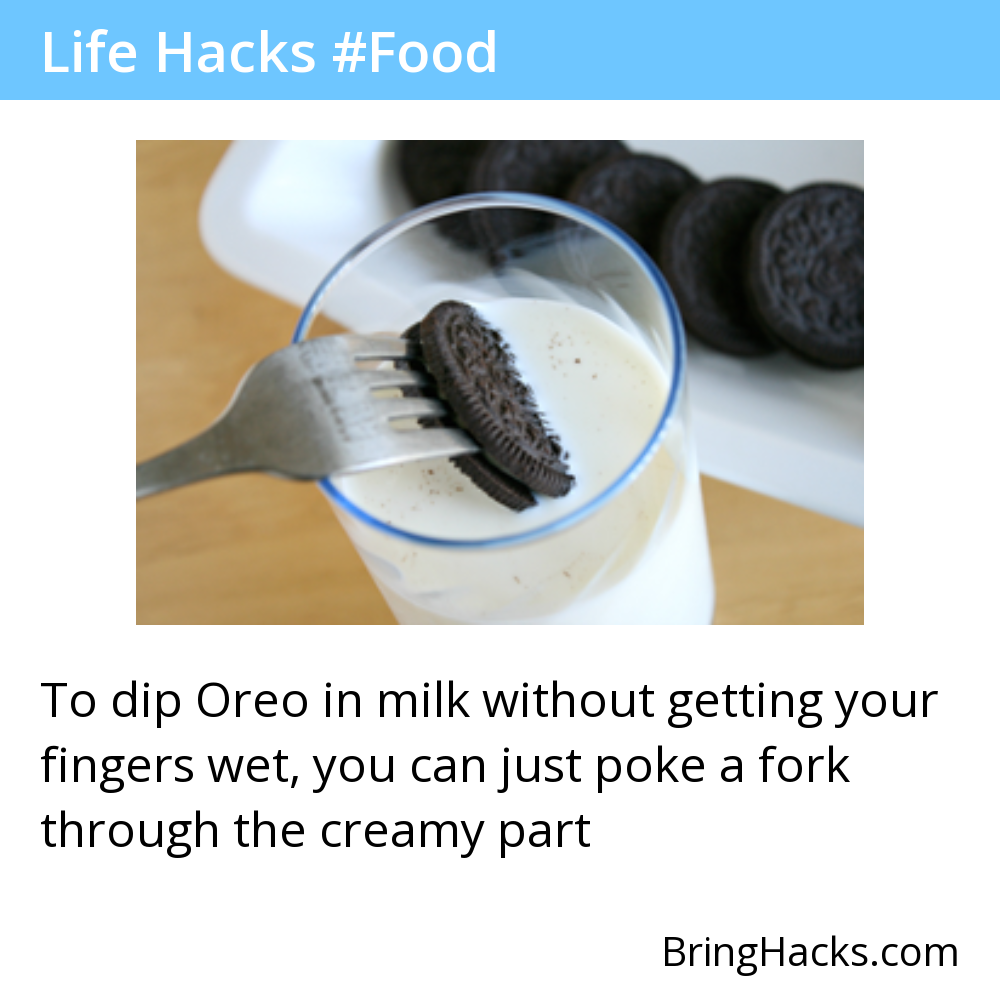 Life Hacks #Food
To dip Oreo in milk without getting your
fingers wet, you can just poke a fork
through the creamy part
BringHacks.com